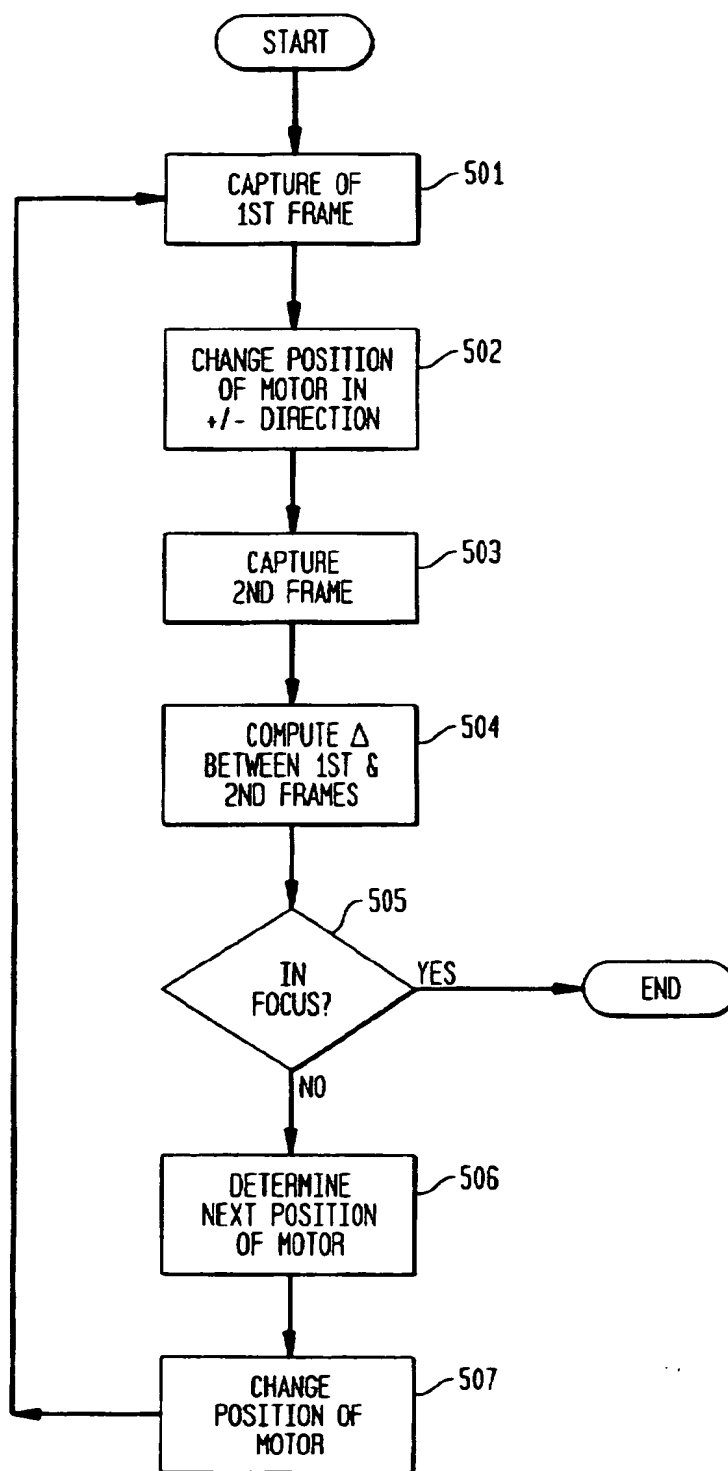 START
CAPTURE OF
1ST FRAME
501
CHANGE POSITION
OF MOTOR IN
+/- DIRECTION
502
CAPTURE
2ND FRAME
503
COMPUTE Δ
BETWEEN 1ST &
2ND FRAMES
504
505
IN
FOCUS?
YES
END
NO
DETERMINE
NEXT POSITION
OF MOTOR
506
CHANGE
POSITION OF
MOTOR
507